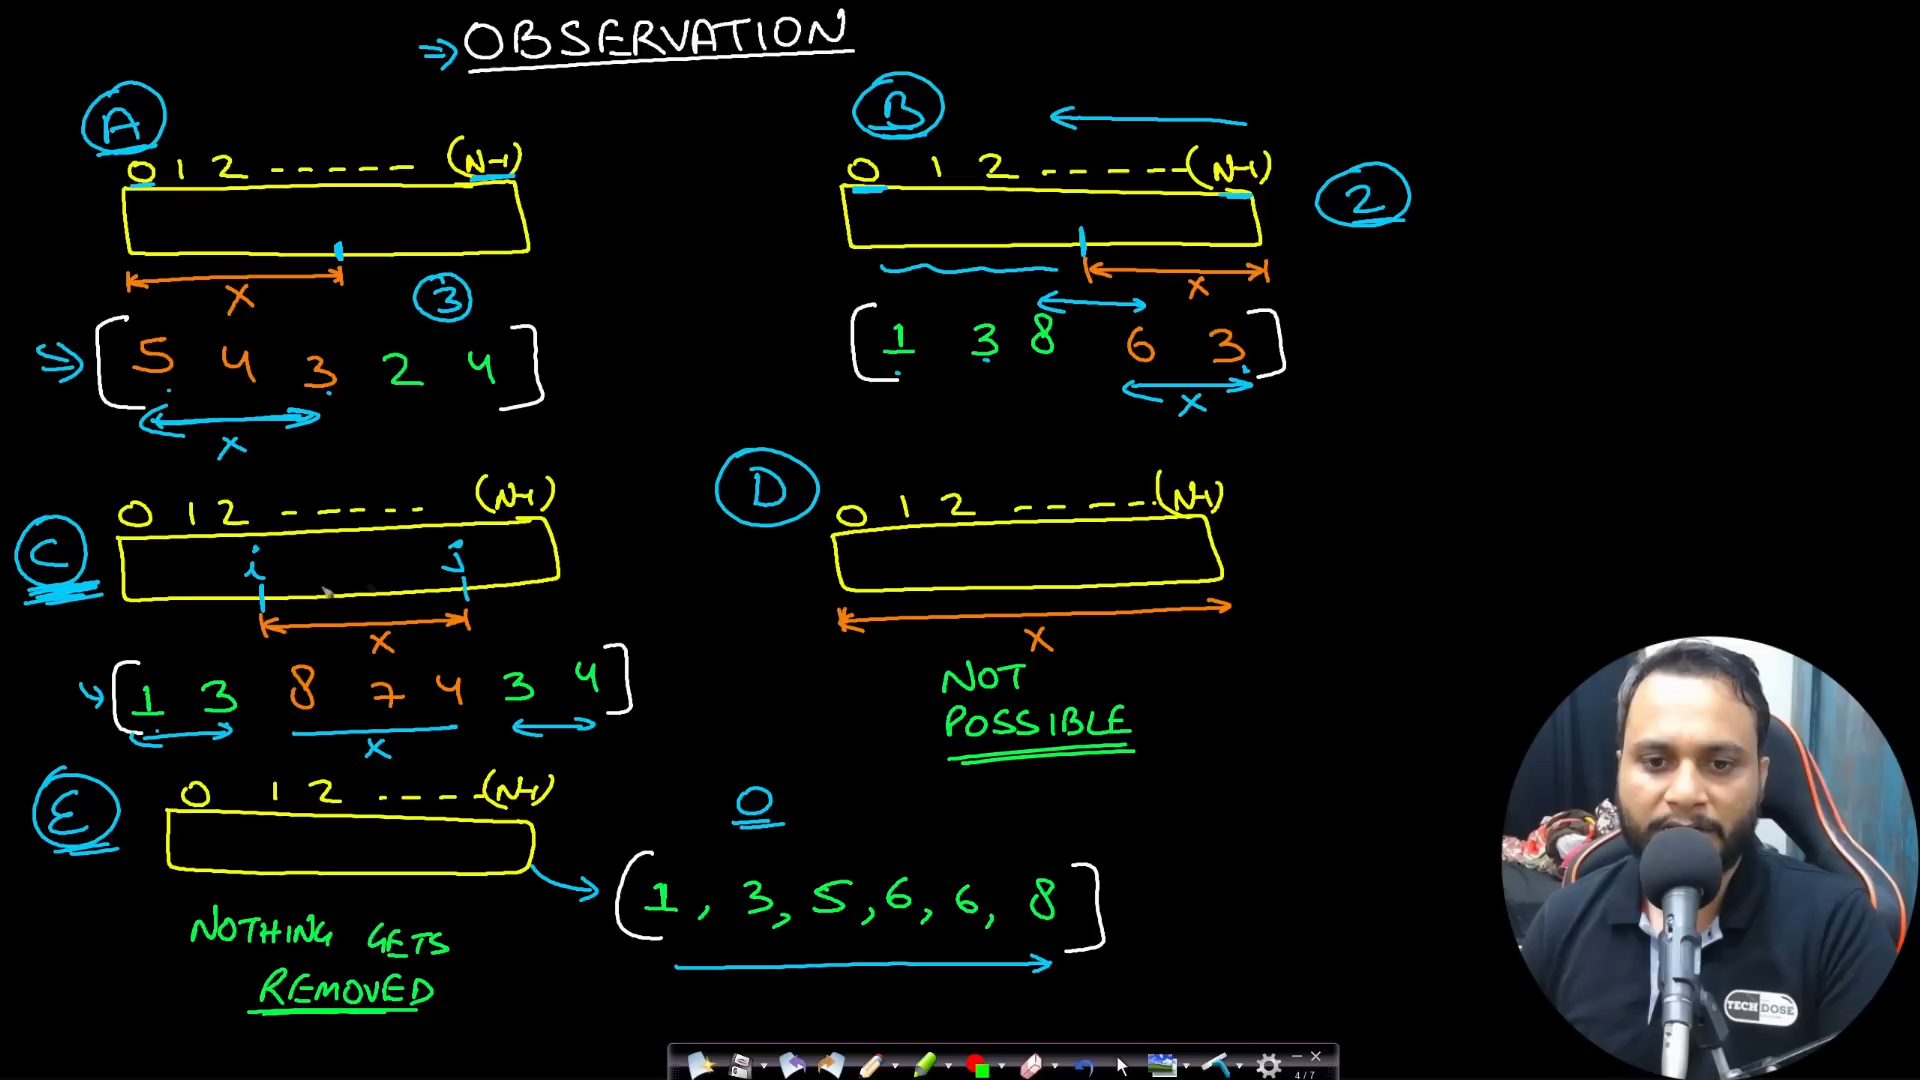 ⇒ OBSERVATION
A
0 1 2 ------ (N-1)
X
3
⇒ [ 5 4 3 2 4 ]
X
B
0 1 2 ------ (N-1)
2
X
[ 1 3 8 6 3 ]
X
C
0 1 2 ------ (N-1)
i j
X
[ 1 3 8 7 4 3 4 ]
X
D
0 1 2 ------ (N-1)
X
NOT
POSSIBLE
E
0 1 2 ---- (N-1)
NOTHING GETS
REMOVED
0
[ 1, 3, 5, 6, 6, 8 ]
TECH DOSE
4/7